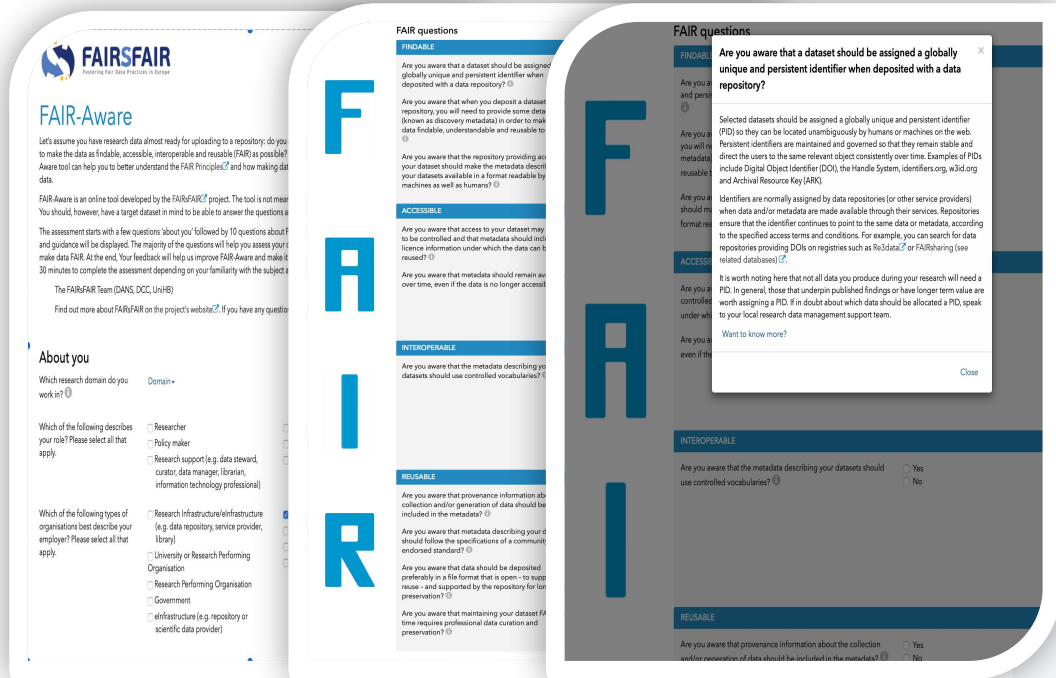 FAIRSFAIR
Fostering Fair Data Practices in Europe
FAIR-Aware
Let's assume you have research data almost ready for uploading to a repository: do you
to make the data as findable, accessible, interoperable and reusable (FAIR) as possible?
Aware tool can help you to better understand the FAIR Principles and how making dat
data.
FAIR-Aware is an online tool developed by the FAIRsFAIR project. The tool is not mean
You should, however, have a target dataset in mind to be able to answer the questions a
The assessment starts with a few questions 'about you' followed by 10 questions about F
and guidance will be displayed. The majority of the questions will help you assess your
make data FAIR. At the end, Your feedback will help us improve FAIR-Aware and make it
30 minutes to complete the assessment depending on your familiarity with the subject a
The FAIRsFAIR Team (DANS, DCC, UniHB)
Find out more about FAIRsFAIR on the project's website. If you have any question
About you
Which research domain do you
work in?
Domain
Which of the following describes
your role? Please select all that
apply.
Researcher
Policy maker
Research support (e.g. data steward,
curator, data manager, librarian,
information technology professional)
Which of the following types of
organisations best describe your
employer? Please select all that
apply.
Research Infrastructure/eInfrastructure
(e.g. data repository, service provider,
library)
University or Research Performing
Organisation
Research Performing Organisation
Government
eInfrastructure (e.g. repository or
scientific data provider)
F
A
I
R
FAIR questions
FINDABLE
Are you aware that a dataset should be assigned
globally unique and persistent identifier when
deposited with a data repository?
Are you aware that when you deposit a dataset
repository, you will need to provide some deta
(known as discovery metadata) in order to mak
data findable, understandable and reusable to
Are you aware that the repository providing acc
your dataset should make the metadata describ
your datasets available in a format readable by
machines as well as humans?
ACCESSIBLE
Are you aware that access to your dataset may
to be controlled and that metadata should incl
licence information under which the data can b
reused?
Are you aware that metadata should remain av
over time, even if the data is no longer accessib
INTEROPERABLE
Are you aware that the metadata describing yo
datasets should use controlled vocabularies?
REUSABLE
Are you aware that provenance information abo
collection and/or generation of data should be
included in the metadata?
Are you aware that metadata describing your d
should follow the specifications of a community
endorsed standard?
Are you aware that data should be deposited
preferably in a file format that is open - to supp
reuse - and supported by the repository for lon
preservation?
Are you aware that maintaining your dataset FA
time requires professional data curation and
preservation?
F
A
I
FAIR questions
FINDABLE
Are you a
and persis
Are you a
you will ne
metadata)
reusable t
Are you a
should ma
format rea
ACCESSIB
Are you a
controlled
under whi
Are you a
even if the
INTEROPERABLE
Are you aware that the metadata describing your datasets should
use controlled vocabularies?
Yes
No
REUSABLE
Are you aware that provenance information about the collection
and/or generation of data should be included in the metadata?
Yes
No
Are you aware that a dataset should be assigned a globally
unique and persistent identifier when deposited with a data
repository?
x
Selected datasets should be assigned a globally unique and persistent identifier
(PID) so they can be located unambiguously by humans or machines on the web.
Persistent identifiers are maintained and governed so that they remain stable and
direct the users to the same relevant object consistently over time. Examples of PIDs
include Digital Object Identifier (DOI), the Handle System, identifiers.org, w3id.org
and Archival Resource Key (ARK).
Identifiers are normally assigned by data repositories (or other service providers)
when data and/or metadata are made available through their services. Repositories
ensure that the identifier continues to point to the same data or metadata, according
to the specified access terms and conditions. For example, you can search for data
repositories providing DOIs on registries such as Re3data or FAIRsharing (see
related databases).
It is worth noting here that not all data you produce during your research will need a
PID. In general, those that underpin published findings or have longer term value are
worth assigning a PID. If in doubt about which data should be allocated a PID, speak
to your local research data management support team.
Want to know more?
Close